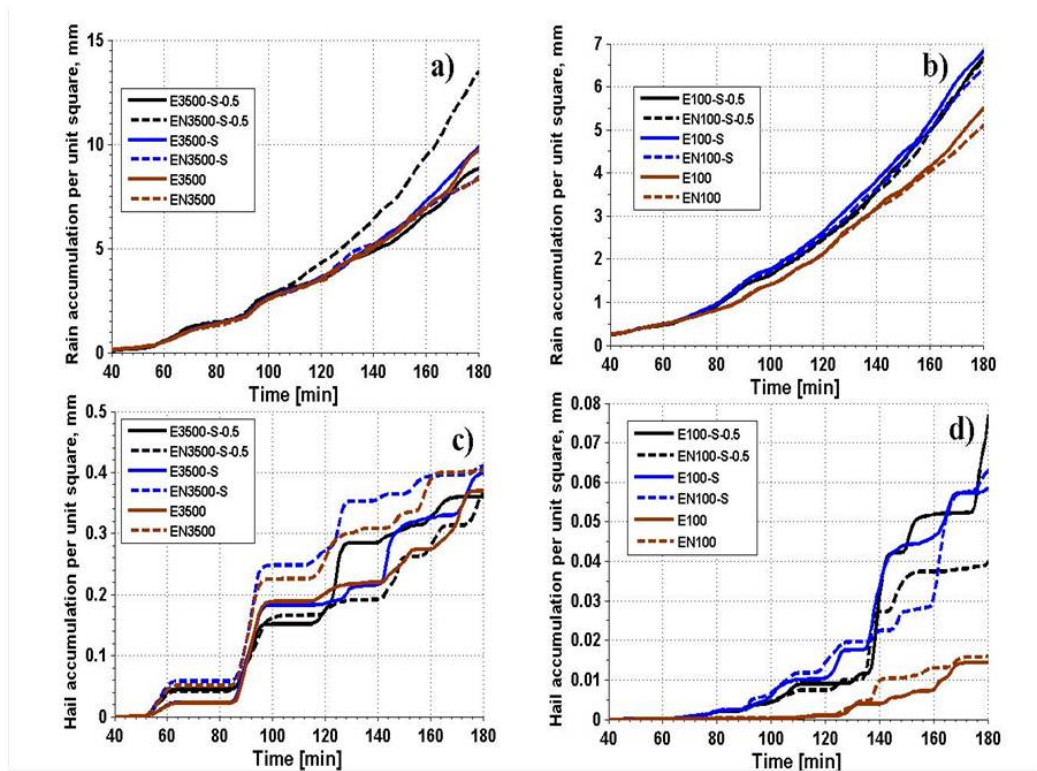 a)
Rain accumulation per unit square, mm
15
10
5
0
E3500-S-0.5
EN3500-S-0.5
E3500-S
EN3500-S
E3500
EN3500
40 60 80 100 120 140 160 180
Time [min]
b)
Rain accumulation per unit square, mm
7
6
5
4
3
2
1
0
E100-S-0.5
EN100-S-0.5
E100-S
EN100-S
E100
EN100
40 60 80 100 120 140 160 180
Time [min]
c)
Hail accumulation per unit square, mm
0.5
0.4
0.3
0.2
0.1
0
E3500-S-0.5
EN3500-S-0.5
E3500-S
EN3500-S
E3500
EN3500
40 60 80 100 120 140 160 180
Time [min]
d)
Hail accumulation per unit square, mm
0.08
0.07
0.06
0.05
0.04
0.03
0.02
0.01
0
E100-S-0.5
EN100-S-0.5
E100-S
EN100-S
E100
EN100
40 60 80 100 120 140 160 180
Time [min]